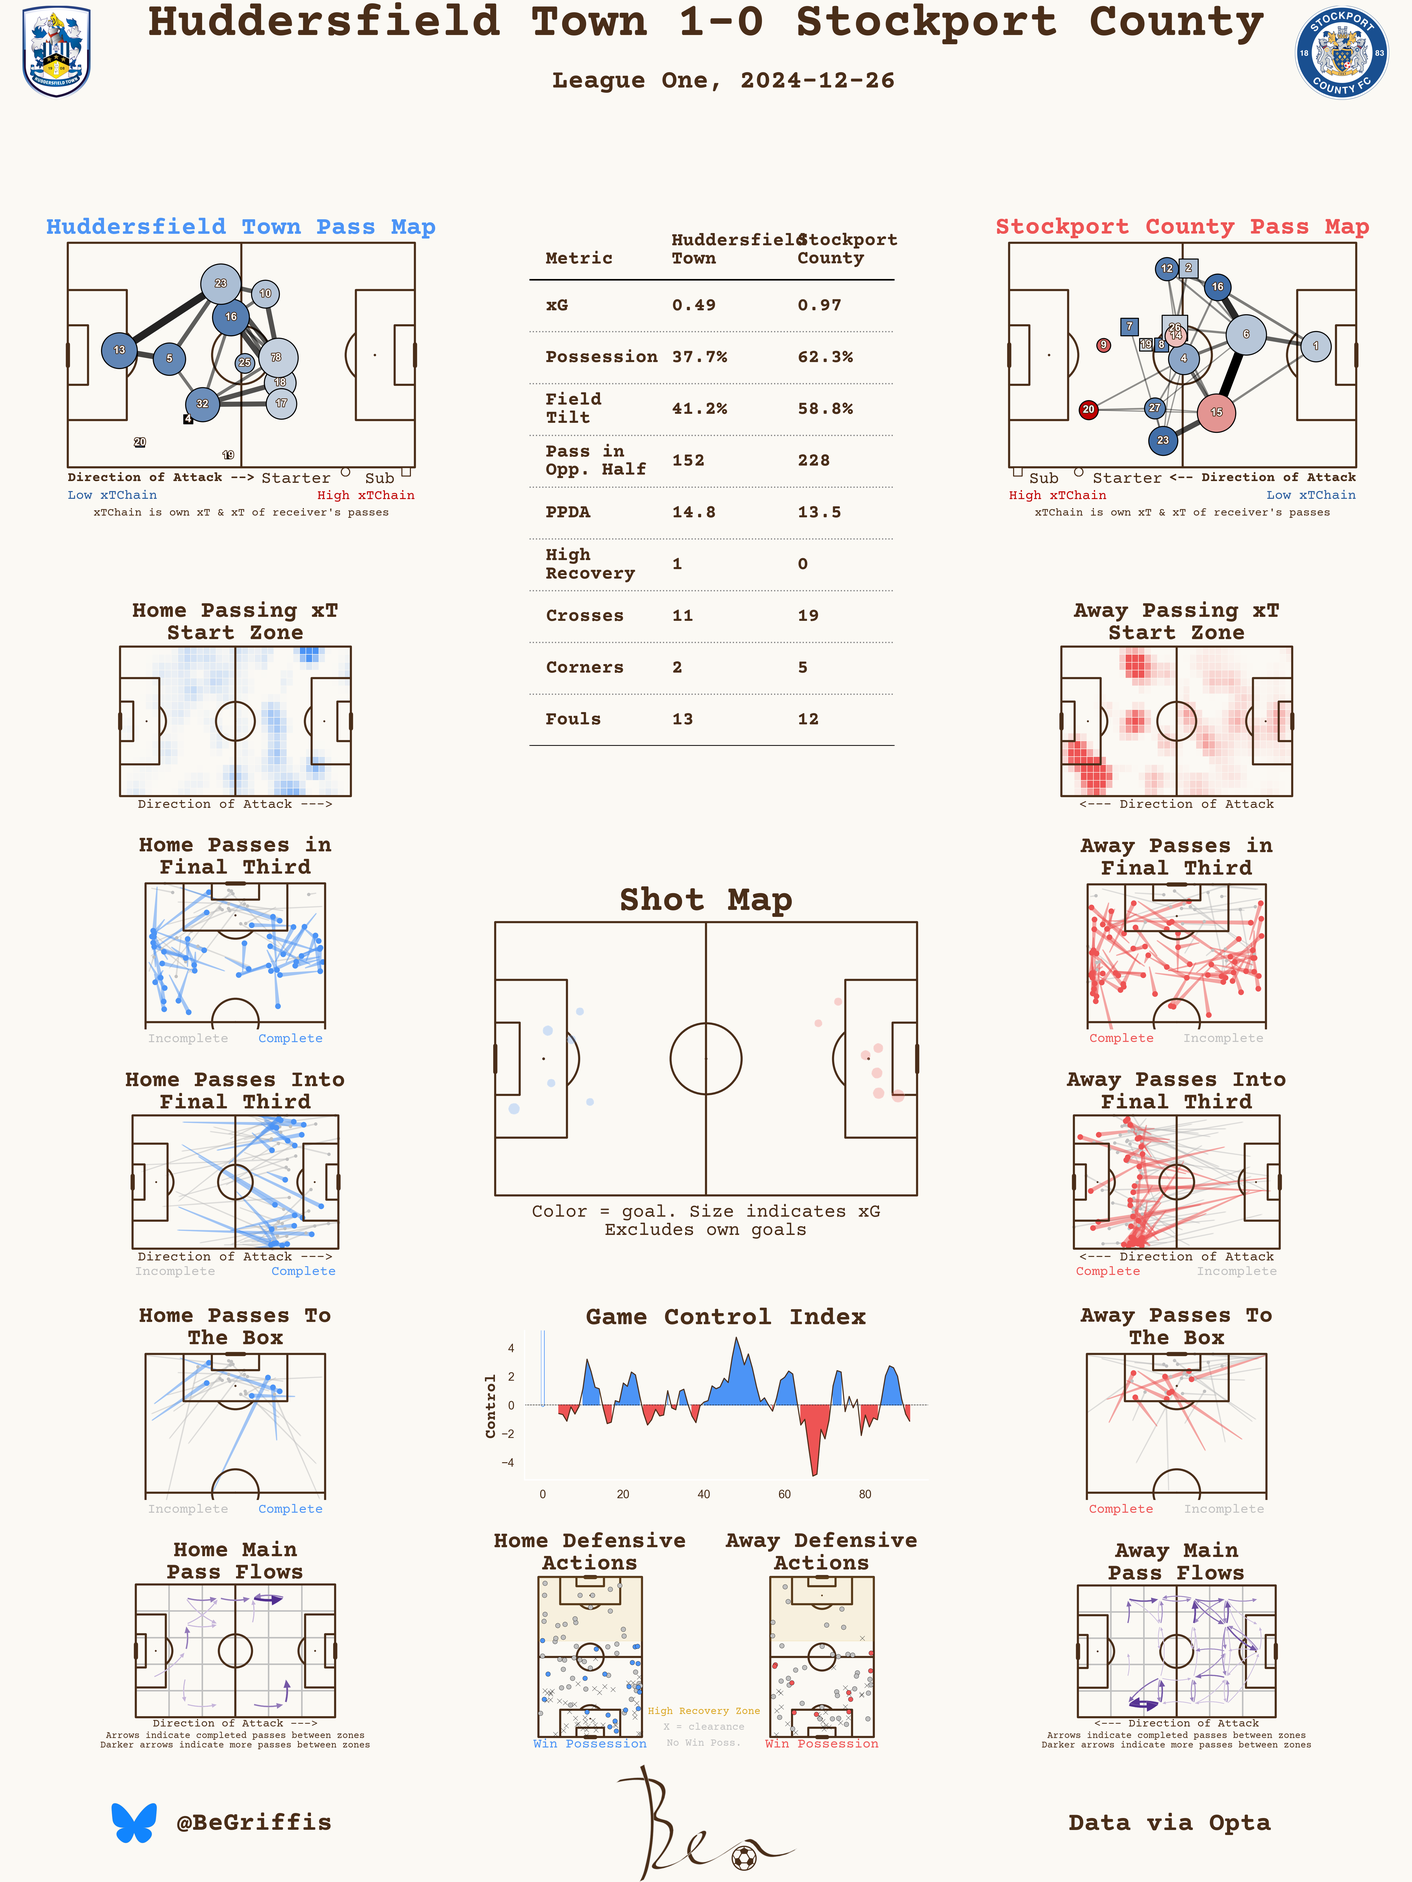 Huddersfield Town 1-0 Stockport County
League One, 2024-12-26
HUDDERSFIELD TOWN
STOCKPORT
18 83
COUNTY FC
Huddersfield Town Pass Map
23
10
16
13
5
25
78
18
32
17
4
20
19
Direction of Attack --> Starter Sub
Low xTChain High xTChain
xTChain is own xT & xT of receiver's passes
Metric Huddersfield Town Stockport County
xG 0.49 0.97
Possession 37.7% 62.3%
Field Tilt 41.2% 58.8%
Pass in Opp. Half 152 228
PPDA 14.8 13.5
High Recovery 1 0
Crosses 11 19
Corners 2 5
Fouls 13 12
Stockport County Pass Map
12 2
16
7
26
14
6
9
19
8
1
4
20
27
15
23
Sub Starter <-- Direction of Attack
High xTChain Low xTChain
xTChain is own xT & xT of receiver's passes
Home Passing xT
Start Zone
Direction of Attack --->
Away Passing xT
Start Zone
<--- Direction of Attack
Home Passes in
Final Third
Incomplete Complete
Away Passes in
Final Third
Complete Incomplete
Shot Map
Color = goal. Size indicates xG
Excludes own goals
Home Passes Into
Final Third
Direction of Attack --->
Incomplete Complete
Away Passes Into
Final Third
<--- Direction of Attack
Complete Incomplete
Home Passes To
The Box
Incomplete Complete
Game Control Index
Control
4
2
0
−2
−4
0 20 40 60 80
Away Passes To
The Box
Complete Incomplete
Home Main
Pass Flows
Direction of Attack --->
Arrows indicate completed passes between zones
Darker arrows indicate more passes between zones
Home Defensive
Actions
Win Possession
Away Defensive
Actions
Win Possession
High Recovery Zone
X = clearance
No Win Poss.
Away Main
Pass Flows
<--- Direction of Attack
Arrows indicate completed passes between zones
Darker arrows indicate more passes between zones
@BeGriffis
Ben
Data via Opta